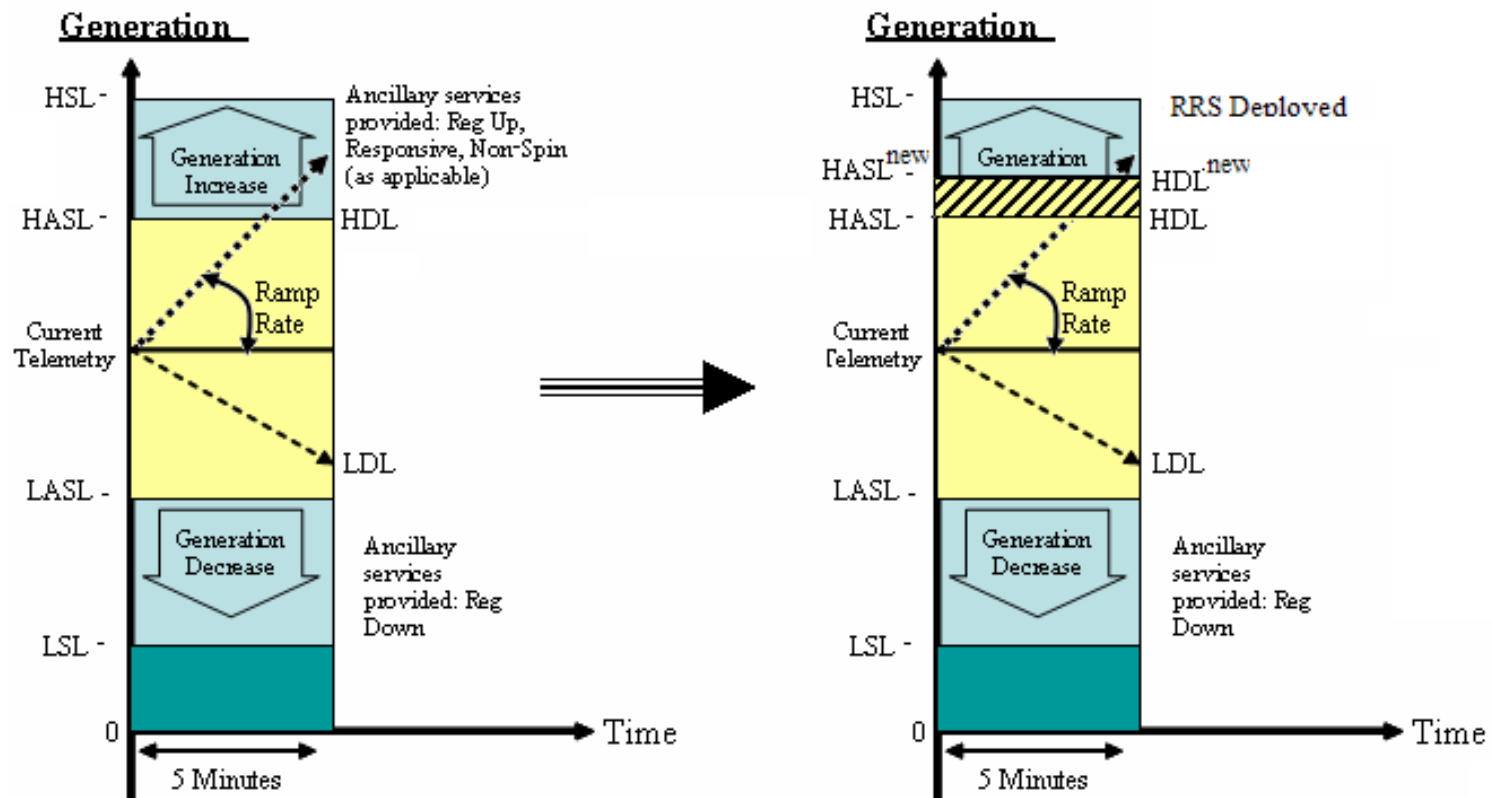 Generation
HSL -
Ancillary services
provided: Reg Up,
Responsive, Non-Spin
(as applicable)
Generation
Increase
HASL -
HDL
Ramp
Rate
Current
Telemetry
LDL
LASL -
Generation
Decrease
Ancillary
services
provided: Reg
Down
LSL -
0
Time
5 Minutes
Generation
HSL -
RRS Deployed
Generation
HASL new -
HDL new
HASL -
HDL
Ramp
Rate
Current
Telemetry
LDL
LASL -
Generation
Decrease
Ancillary
services
provided: Reg
Down
LSL -
0
Time
5 Minutes